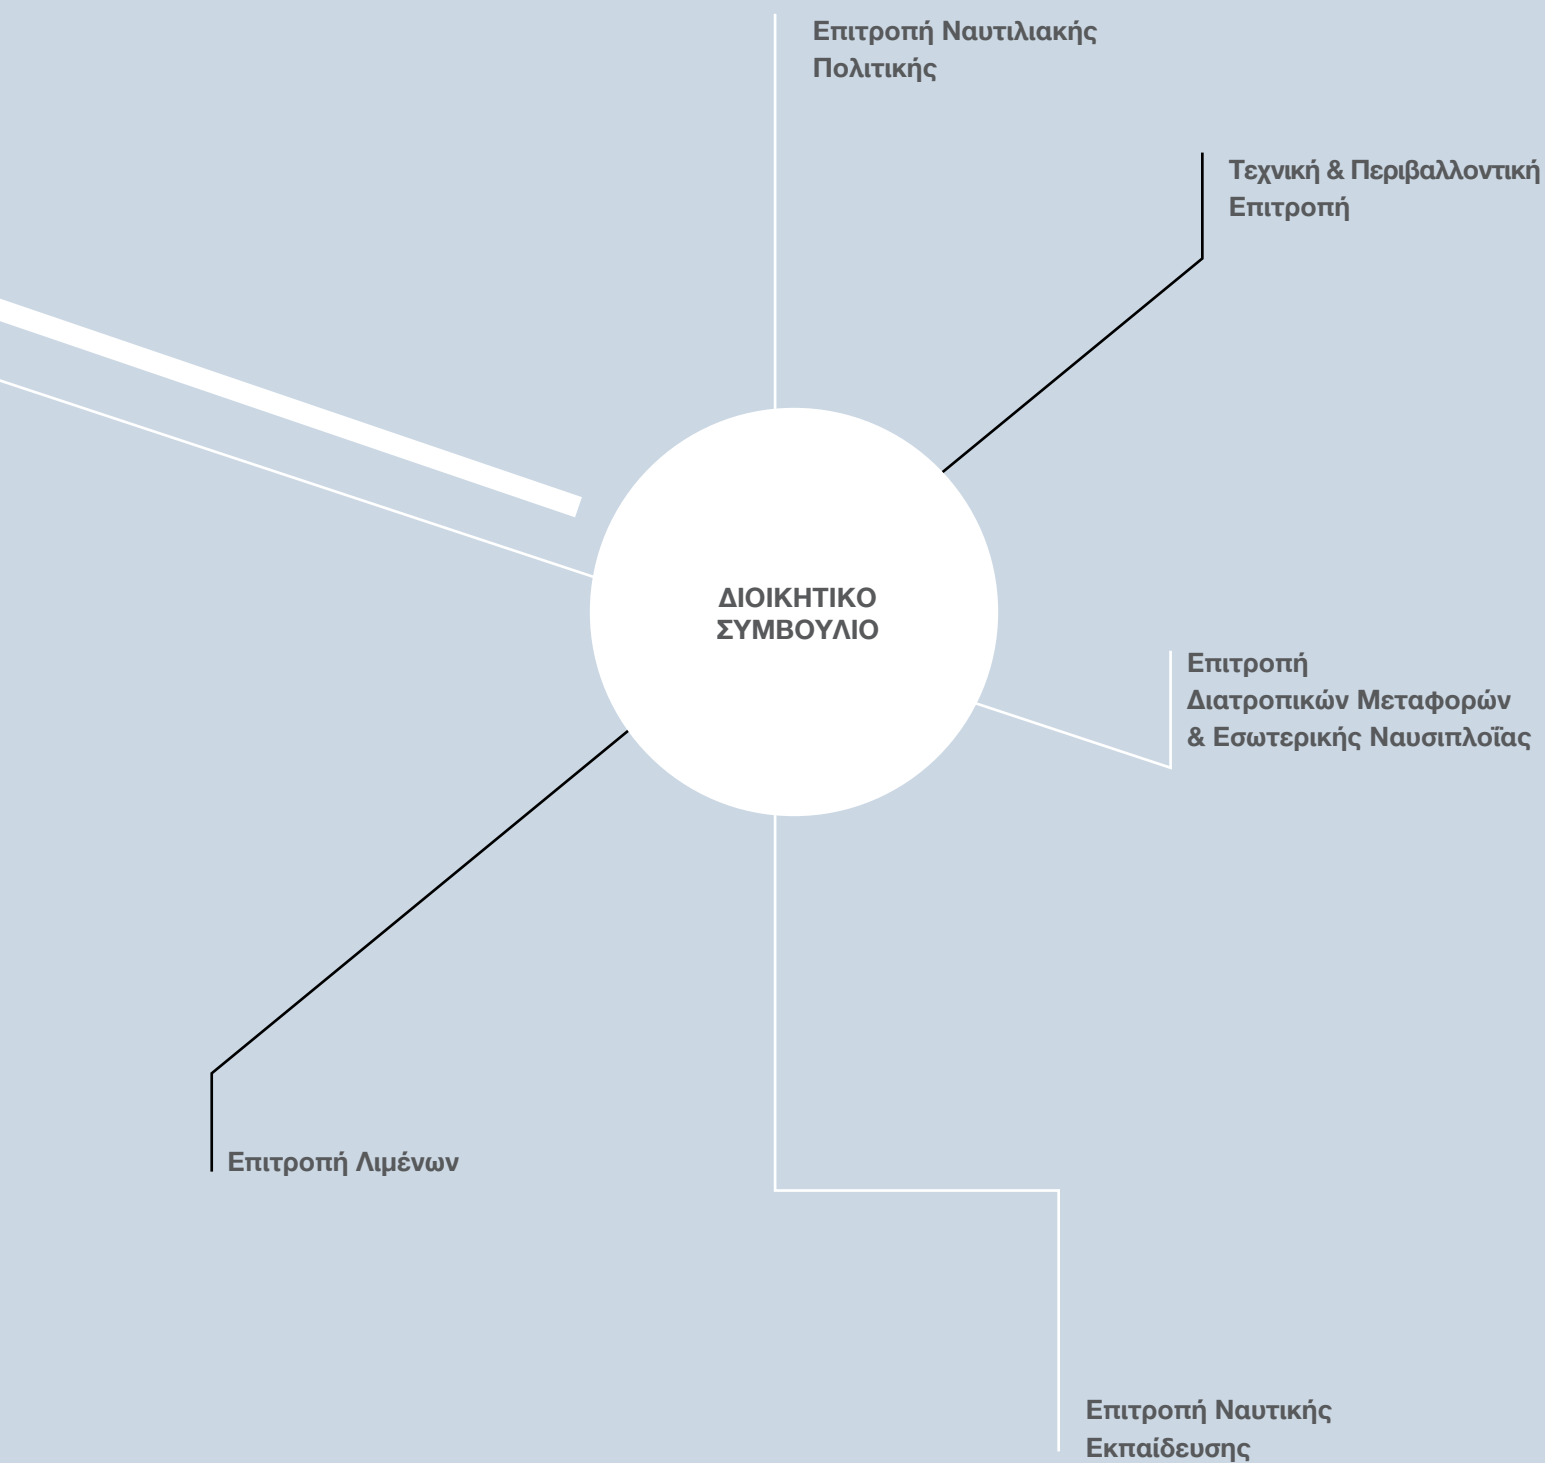 Επιτροπή Ναυτιλιακής
Πολιτικής
Τεχνική & Περιβαλλοντική
Επιτροπή
ΔΙΟΙΚΗΤΙΚΟ
ΣΥΜΒΟΥΛΙΟ
Επιτροπή
Διατροπικών Μεταφορών
& Εσωτερικής Ναυσιπλοΐας
Επιτροπή Λιμένων
Επιτροπή Ναυτικής
Εκπαίδευσης